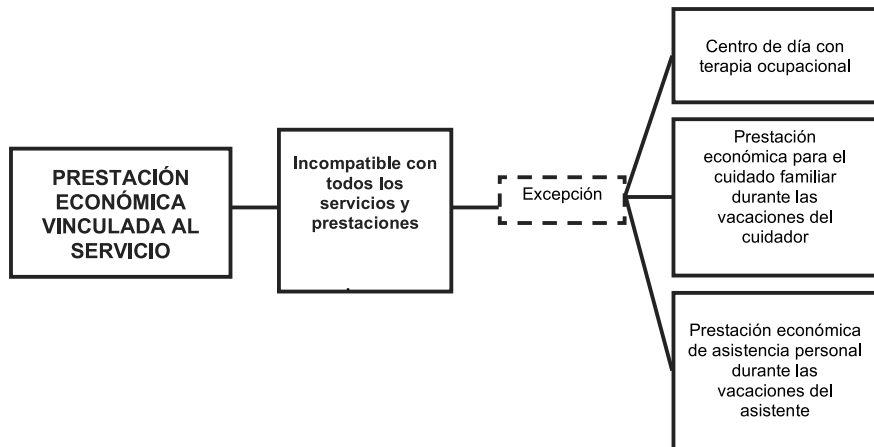 PRESTACIÓN
ECONÓMICA
VINCULADA AL
SERVICIO
Incompatible con
todos los
servicios y
prestaciones
Excepción
Centro de día con
terapia ocupacional
Prestación
económica para el
cuidado familiar
durante las
vacaciones del
cuidador
Prestación económica
de asistencia personal
durante las
vacaciones del
asistente